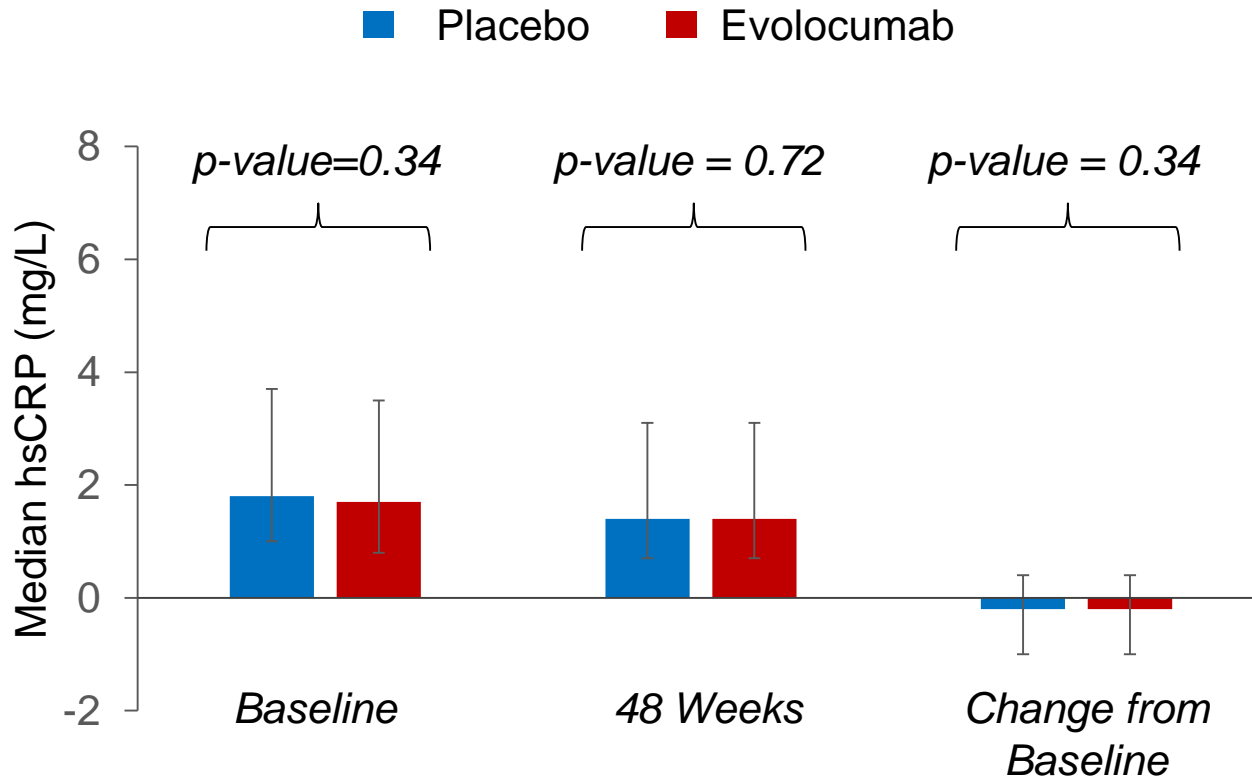 Placebo Evolocumab
8
p-value=0.34 p-value = 0.72 p-value = 0.34
6
4
2
0
-2
Median hsCRP (mg/L)
Baseline 48 Weeks Change from
Baseline